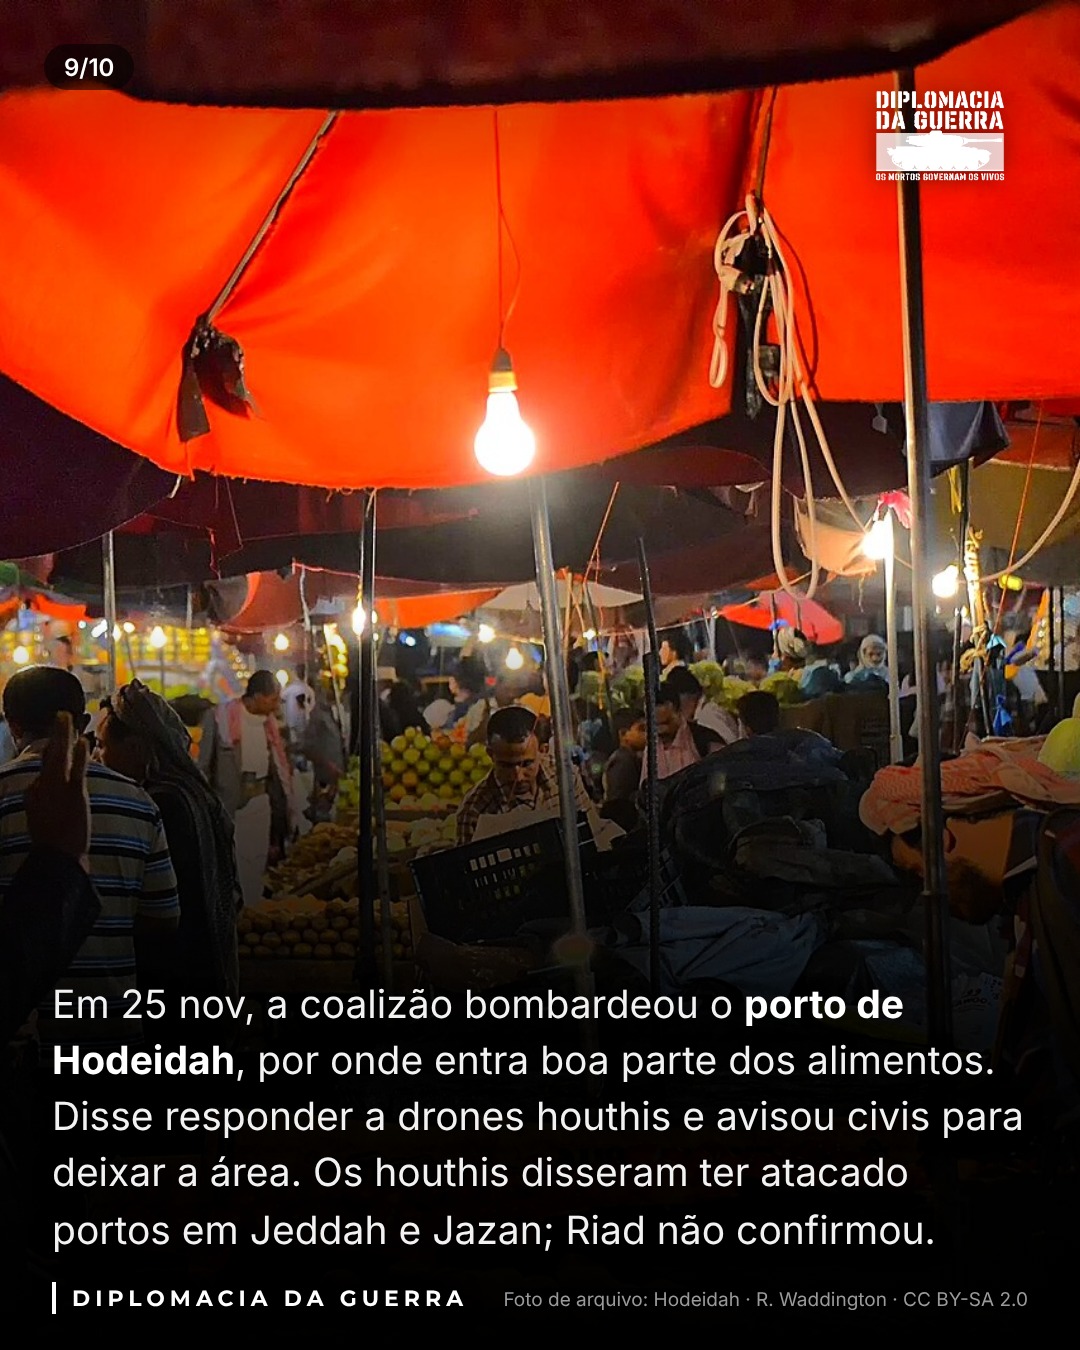 9/10
DIPLOMACIA
DA GUERRA
OS MORTOS GOVERNAM OS VIVOS
Em 25 nov, a coalizão bombardeou o porto de
Hodeidah, por onde entra boa parte dos alimentos.
Disse responder a drones houthis e avisou civis para
deixar a área. Os houthis disseram ter atacado
portos em Jeddah e Jazan; Riad não confirmou.
DIPLOMACIA DA GUERRA
Foto de arquivo: Hodeidah · R. Waddington · CC BY-SA 2.0